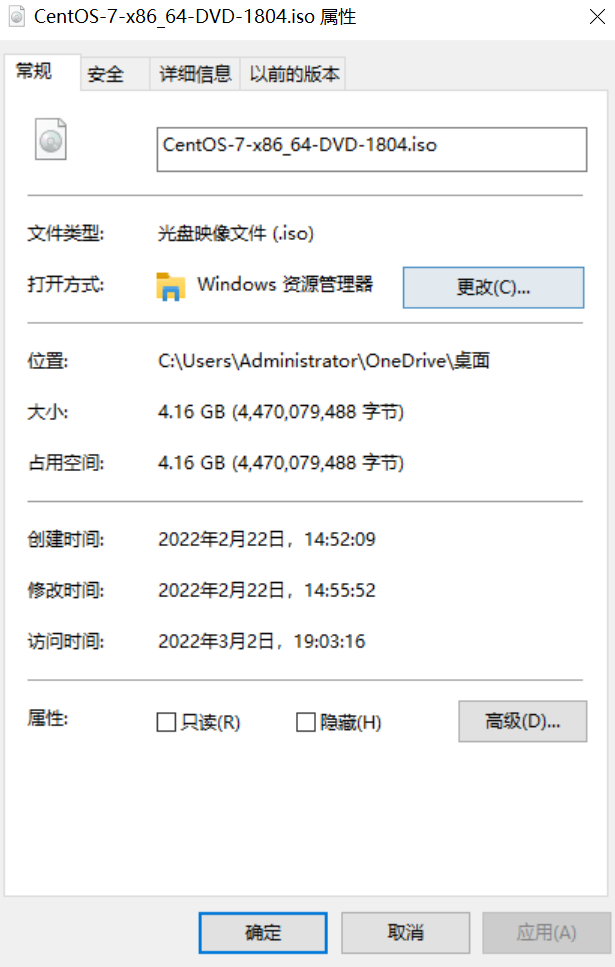 CentOS-7-x86_64-DVD-1804.iso 属性
常规 安全 详细信息 以前的版本
CentOS-7-x86_64-DVD-1804.iso
文件类型: 光盘映像文件 (.iso)
打开方式: Windows 资源管理器 更改(C)...
位置: C:\Users\Administrator\OneDrive\桌面
大小: 4.16 GB (4,470,079,488 字节)
占用空间: 4.16 GB (4,470,079,488 字节)
创建时间: 2022年2月22日，14:52:09
修改时间: 2022年2月22日，14:55:52
访问时间: 2022年3月2日，19:03:16
属性: 只读(R) 隐藏(H) 高级(D)...
确定 取消 应用(A)